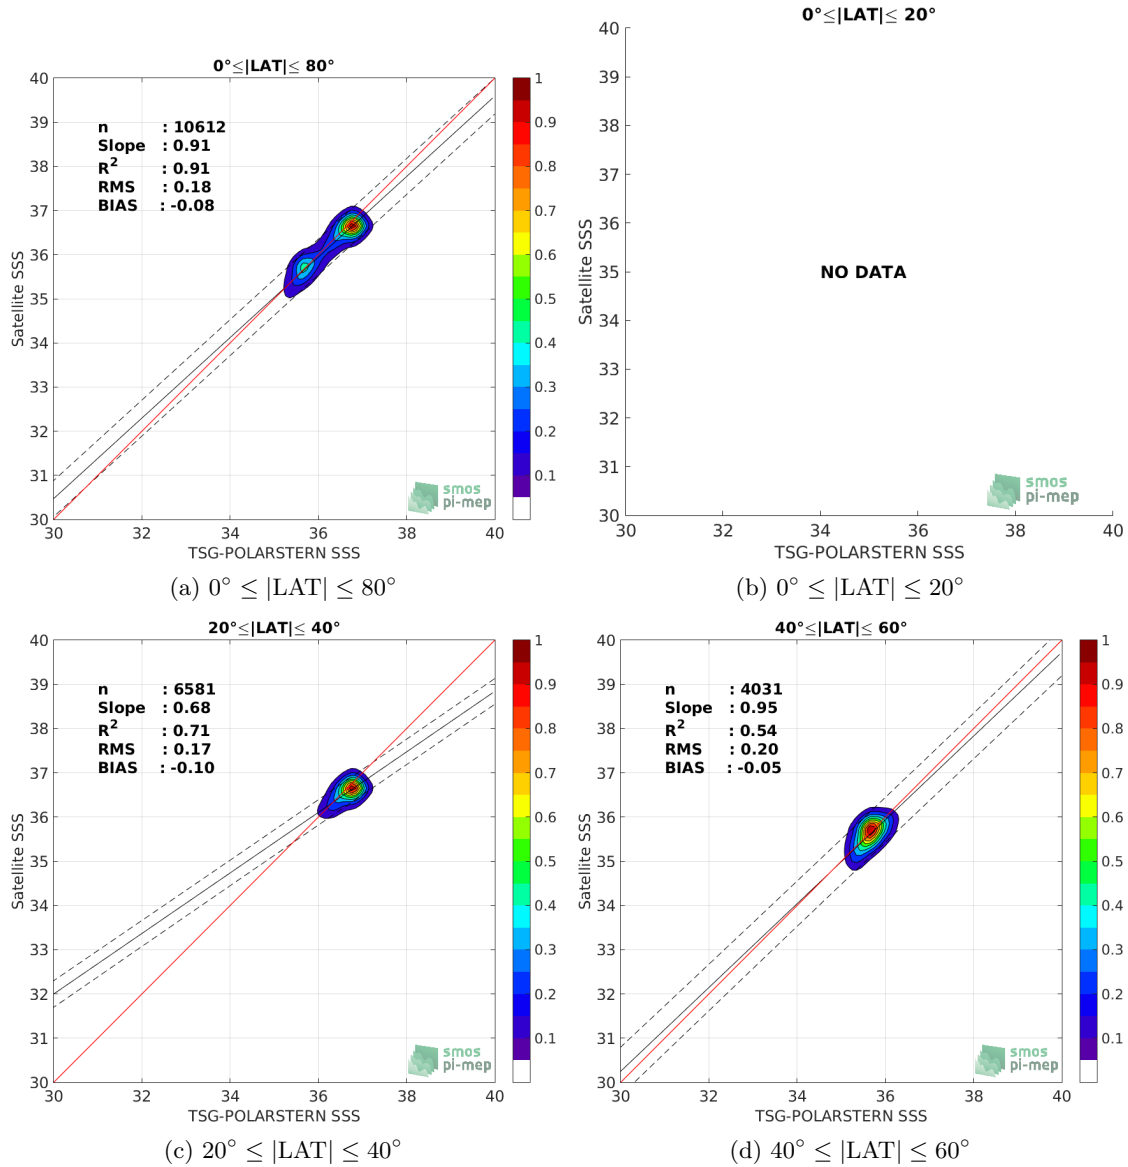 0°≤|LAT|≤ 80°
n : 10612
Slope : 0.91
R2 : 0.91
RMS : 0.18
BIAS : -0.08
40
39
38
37
36
35
34
33
32
31
30
30 32 34 36 38 40
Satellite SSS
TSG-POLARSTERN SSS
1
0.9
0.8
0.7
0.6
0.5
0.4
0.3
0.2
0.1
smos
pi-mep
(a) 0° ≤ |LAT| ≤ 80°
0°≤|LAT|≤ 20°
40
39
38
37
36
35
34
33
32
31
30
30 32 34 36 38 40
Satellite SSS
NO DATA
TSG-POLARSTERN SSS
smos
pi-mep
(b) 0° ≤ |LAT| ≤ 20°
20°≤|LAT|≤ 40°
n : 6581
Slope : 0.68
R2 : 0.71
RMS : 0.17
BIAS : -0.10
40
39
38
37
36
35
34
33
32
31
30
30 32 34 36 38 40
Satellite SSS
TSG-POLARSTERN SSS
1
0.9
0.8
0.7
0.6
0.5
0.4
0.3
0.2
0.1
smos
pi-mep
(c) 20° ≤ |LAT| ≤ 40°
40°≤|LAT|≤ 60°
n : 4031
Slope : 0.95
R2 : 0.54
RMS : 0.20
BIAS : -0.05
40
39
38
37
36
35
34
33
32
31
30
30 32 34 36 38 40
Satellite SSS
TSG-POLARSTERN SSS
1
0.9
0.8
0.7
0.6
0.5
0.4
0.3
0.2
0.1
smos
pi-mep
(d) 40° ≤ |LAT| ≤ 60°